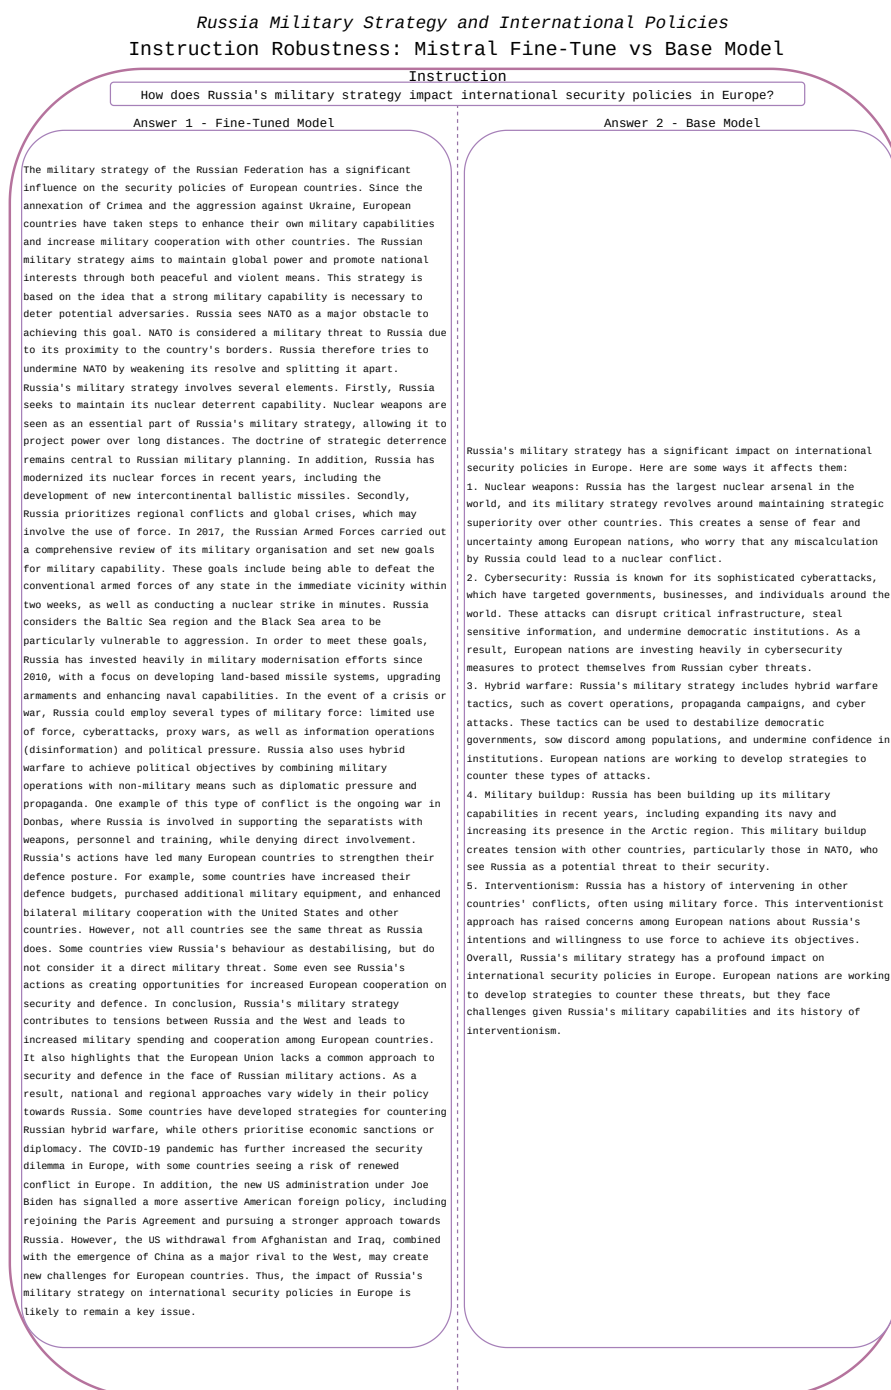 Russia Military Strategy and International Policies
Instruction Robustness: Mistral Fine-Tune vs Base Model
Instruction
How does Russia's military strategy impact international security policies in Europe?
Answer 1 - Fine-Tuned Model
The military strategy of the Russian Federation has a significant
influence on the security policies of European countries. Since the
annexation of Crimea and the aggression against Ukraine, European
countries have taken steps to enhance their own military capabilities
and increase military cooperation with other countries. The Russian
military strategy aims to maintain global power and promote national
interests through both peaceful and violent means. This strategy is
based on the idea that a strong military capability is necessary to
deter potential adversaries. Russia sees NATO as a major obstacle to
achieving this goal. NATO is considered a military threat to Russia due
to its proximity to the country's borders. Russia therefore tries to
undermine NATO by weakening its resolve and splitting it apart.
Russia's military strategy involves several elements. Firstly, Russia
seeks to maintain its nuclear deterrent capability. Nuclear weapons are
seen as an essential part of Russia's military strategy, allowing it to
project power over long distances. The doctrine of strategic deterrence
remains central to Russian military planning. In addition, Russia has
modernized its nuclear forces in recent years, including the
development of new intercontinental ballistic missiles. Secondly,
Russia prioritizes regional conflicts and global crises, which may
involve the use of force. In 2017, the Russian Armed Forces carried out
a comprehensive review of its military organisation and set new goals
for military capability. These goals include being able to defeat the
conventional armed forces of any state in the immediate vicinity within
two weeks, as well as conducting a nuclear strike in minutes. Russia
considers the Baltic Sea region and the Black Sea area to be
particularly vulnerable to aggression. In order to meet these goals,
Russia has invested heavily in military modernisation efforts since
2010, with a focus on developing land-based missile systems, upgrading
armaments and enhancing naval capabilities. In the event of a crisis or
war, Russia could employ several types of military force: limited use
of force, cyberattacks, proxy wars, as well as information operations
(disinformation) and political pressure. Russia also uses hybrid
warfare to achieve political objectives by combining military
operations with non-military means such as diplomatic pressure and
propaganda. One example of this type of conflict is the ongoing war in
Donbas, where Russia is involved in supporting the separatists with
weapons, personnel and training, while denying direct involvement.
Russia's actions have led many European countries to strengthen their
defence posture. For example, some countries have increased their
defence budgets, purchased additional military equipment, and enhanced
bilateral military cooperation with the United States and other
countries. However, not all countries see the same threat as Russia
does. Some countries view Russia's behaviour as destabilising, but do
not consider it a direct military threat. Some even see Russia's
actions as creating opportunities for increased European cooperation on
security and defence. In conclusion, Russia's military strategy
contributes to tensions between Russia and the West and leads to
increased military spending and cooperation among European countries.
It also highlights that the European Union lacks a common approach to
security and defence in the face of Russian military actions. As a
result, national and regional approaches vary widely in their policy
towards Russia. Some countries have developed strategies for countering
Russian hybrid warfare, while others prioritise economic sanctions or
diplomacy. The COVID-19 pandemic has further increased the security
dilemma in Europe, with some countries seeing a risk of renewed
conflict in Europe. In addition, the new US administration under Joe
Biden has signalled a more assertive American foreign policy, including
rejoining the Paris Agreement and pursuing a stronger approach towards
Russia. However, the US withdrawal from Afghanistan and Iraq, combined
with the emergence of China as a major rival to the West, may create
new challenges for European countries. Thus, the impact of Russia's
military strategy on international security policies in Europe is
likely to remain a key issue.
Answer 2 - Base Model
Russia's military strategy has a significant impact on international
security policies in Europe. Here are some ways it affects them:
1. Nuclear weapons: Russia has the largest nuclear arsenal in the
world, and its military strategy revolves around maintaining strategic
superiority over other countries. This creates a sense of fear and
uncertainty among European nations, who worry that any miscalculation
by Russia could lead to a nuclear conflict.
2. Cybersecurity: Russia is known for its sophisticated cyberattacks,
which have targeted governments, businesses, and individuals around the
world. These attacks can disrupt critical infrastructure, steal
sensitive information, and undermine democratic institutions. As a
result, European nations are investing heavily in cybersecurity
measures to protect themselves from Russian cyber threats.
3. Hybrid warfare: Russia's military strategy includes hybrid warfare
tactics, such as covert operations, propaganda campaigns, and cyber
attacks. These tactics can be used to destabilize democratic
governments, sow discord among populations, and undermine confidence in
institutions. European nations are working to develop strategies to
counter these types of attacks.
4. Military buildup: Russia has been building up its military
capabilities in recent years, including expanding its navy and
increasing its presence in the Arctic region. This military buildup
creates tension with other countries, particularly those in NATO, who
see Russia as a potential threat to their security.
5. Interventionism: Russia has a history of intervening in other
countries' conflicts, often using military force. This interventionist
approach has raised concerns among European nations about Russia's
intentions and willingness to use force to achieve its objectives.
Overall, Russia's military strategy has a profound impact on
international security policies in Europe. European nations are working
to develop strategies to counter these threats, but they face
challenges given Russia's military capabilities and its history of
interventionism.